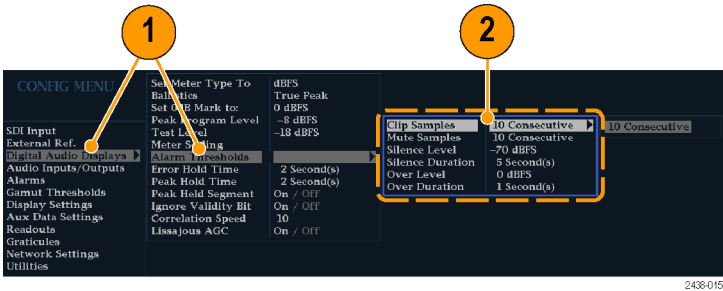 1
2
CONFIG MENU
SDI Input
External Ref.
Digital Audio Displays
Audio Inputs/Outputs
Alarms
Gamut Thresholds
Display Settings
Aux Data Settings
Readouts
Graticules
Network Settings
Utilities
Set Meter Type To dBFS
Ballistics True Peak
Set 0dB Mark to: 0 dBFS
Peak Program Level -8 dBFS
Test Level -18 dBFS
Meter Scaling
Alarm Thresholds
Error Hold Time 2 Second(s)
Peak Hold Time 2 Second(s)
Peak Held Segment On / Off
Ignore Validity Bit On / Off
Correlation Speed 10
Lissajous AGC On / Off
Clip Samples 10 Consecutive
Mute Samples 10 Consecutive
Silence Level -70 dBFS
Silence Duration 5 Second(s)
Over Level 0 dBFS
Over Duration 1 Second(s)
10 Consecutive
2438-015